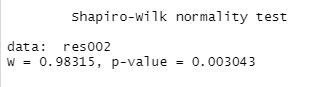 Shapiro-Wilk normality test
data:  res002
W = 0.98315, p-value = 0.003043